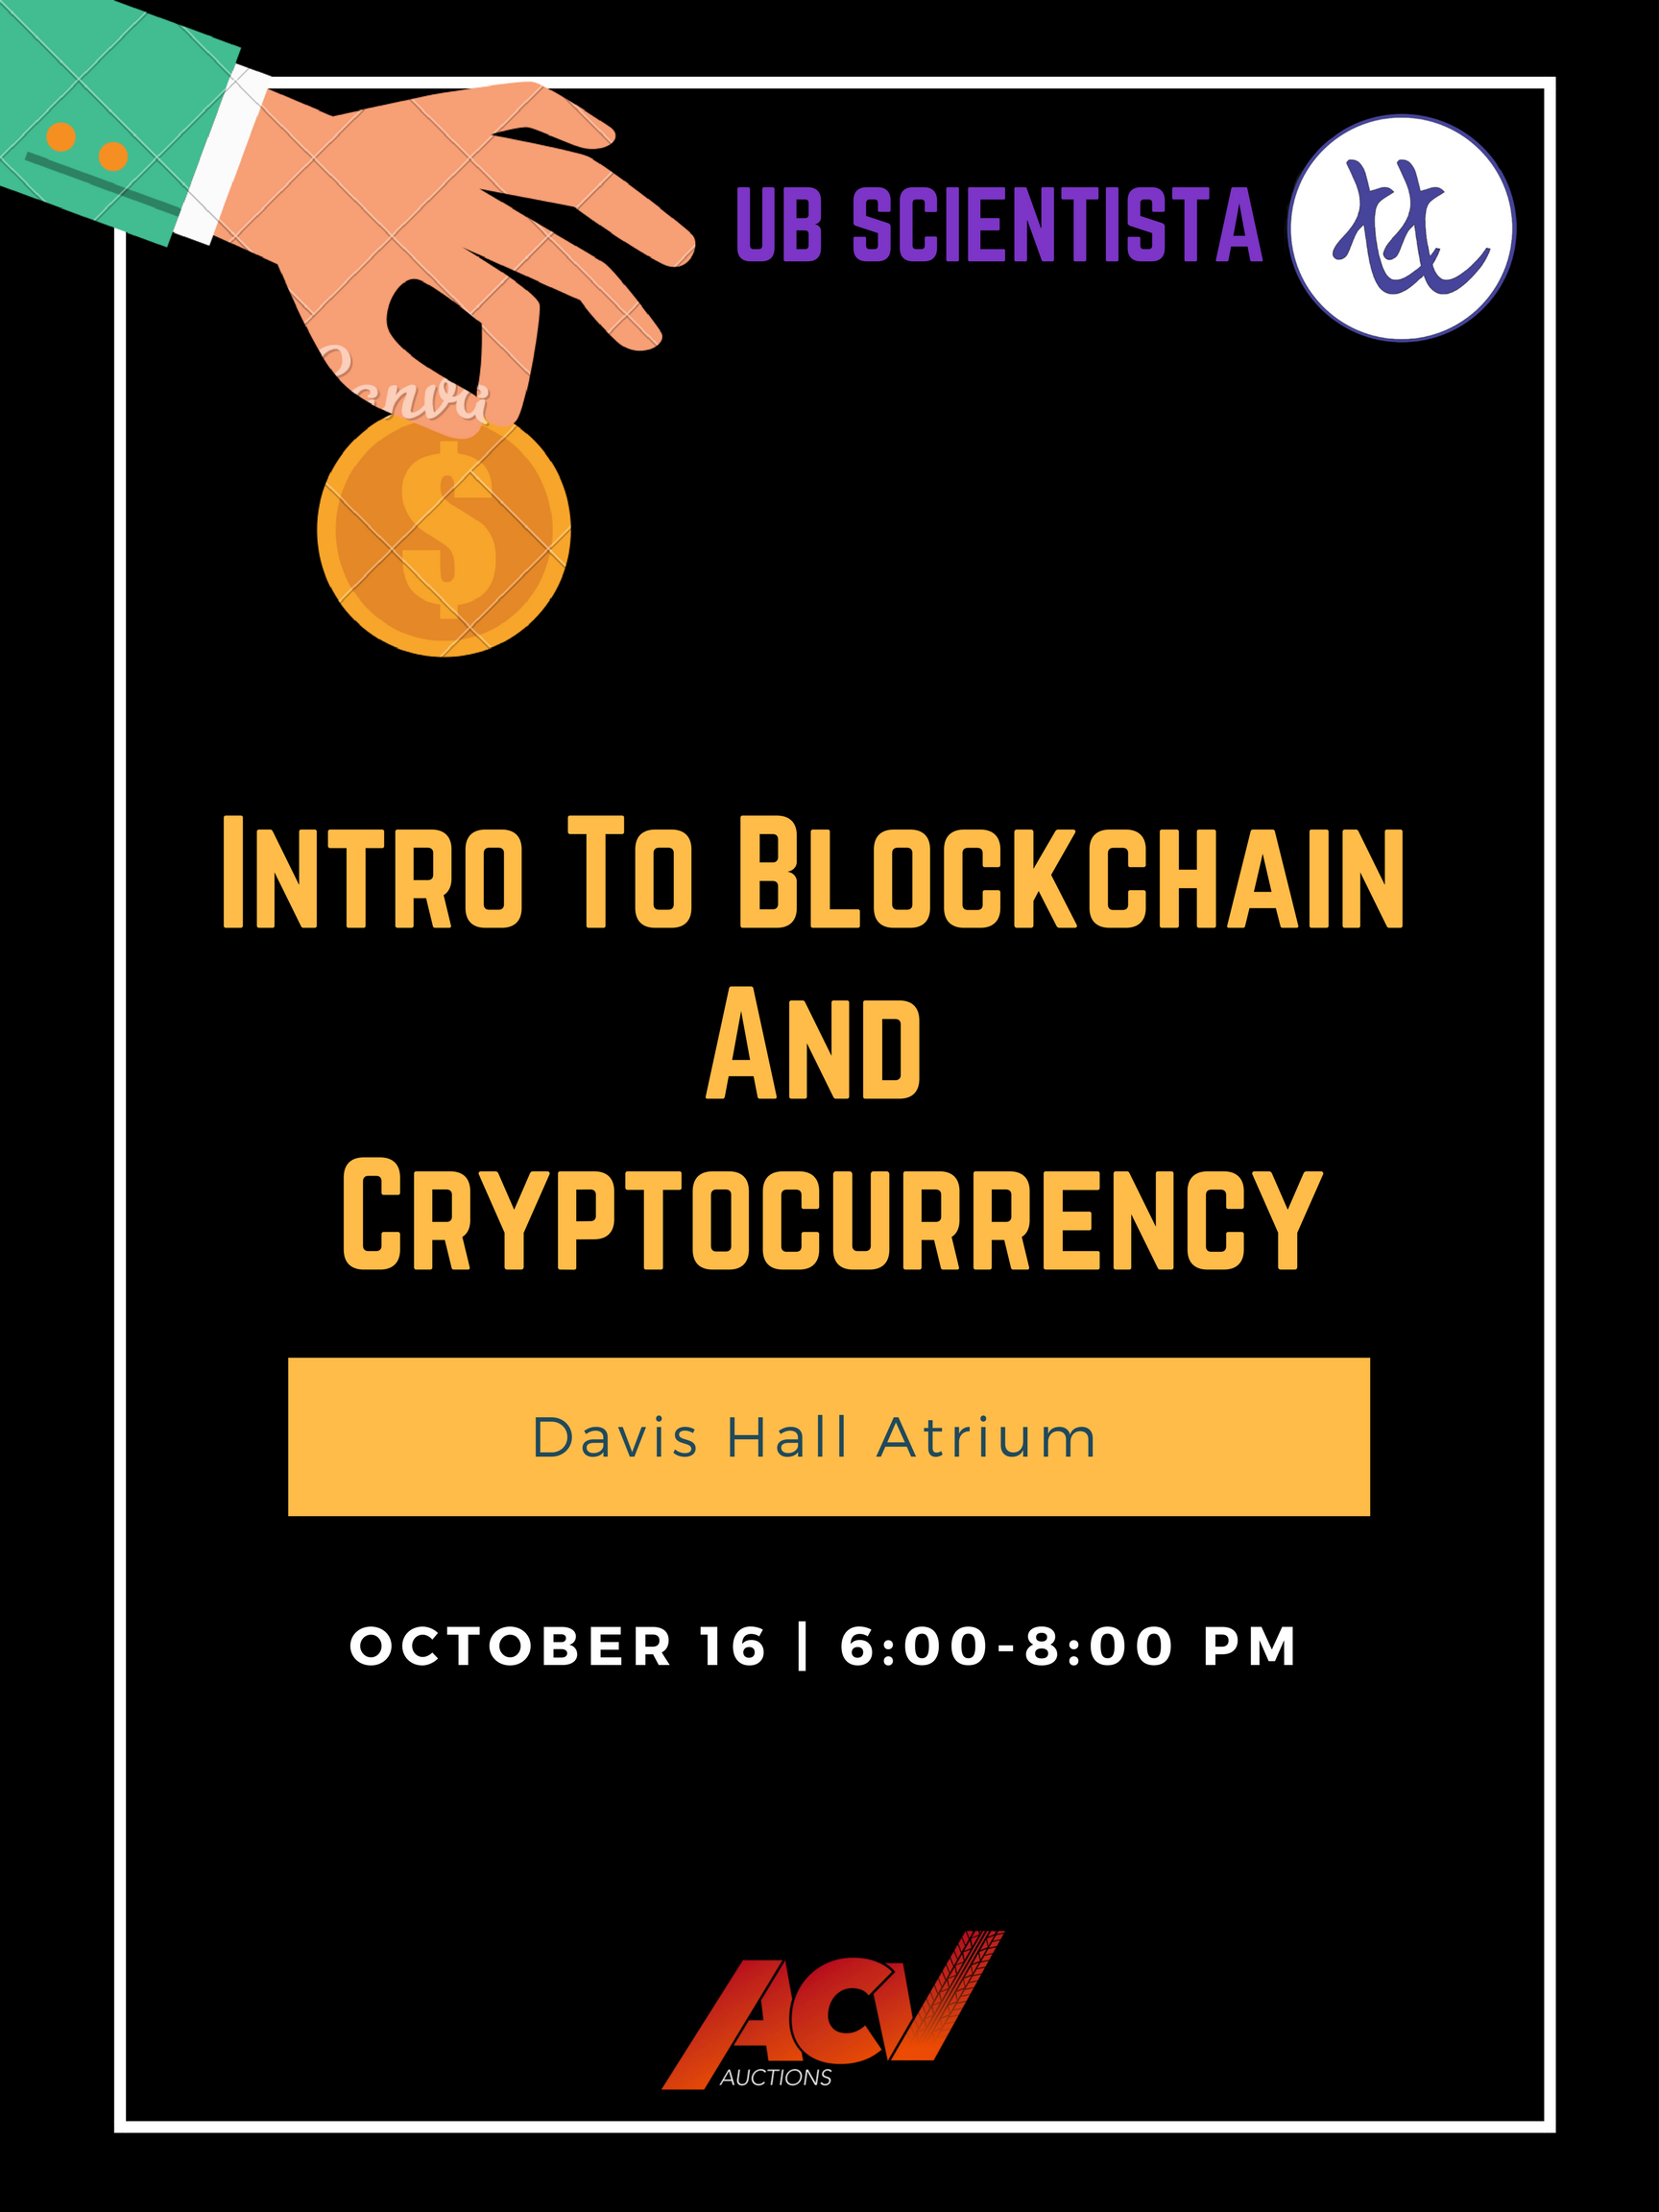 UB SCIENTISTA
Canva
$
Intro To Blockchain
And
Cryptocurrency
Davis Hall Atrium
OCTOBER 16 | 6:00-8:00 PM
ACV
AUCTIONS